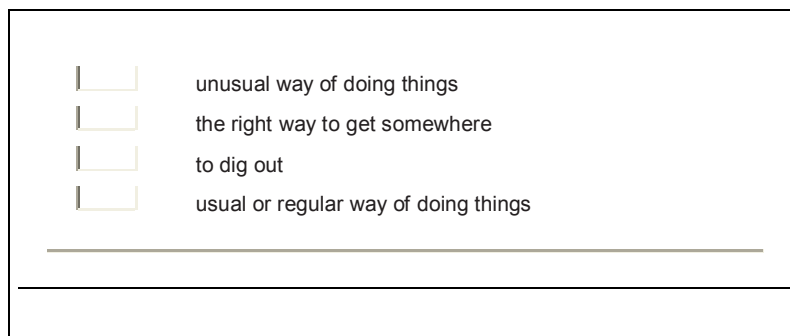 unusual way of doing things
the right way to get somewhere
to dig out
usual or regular way of doing things